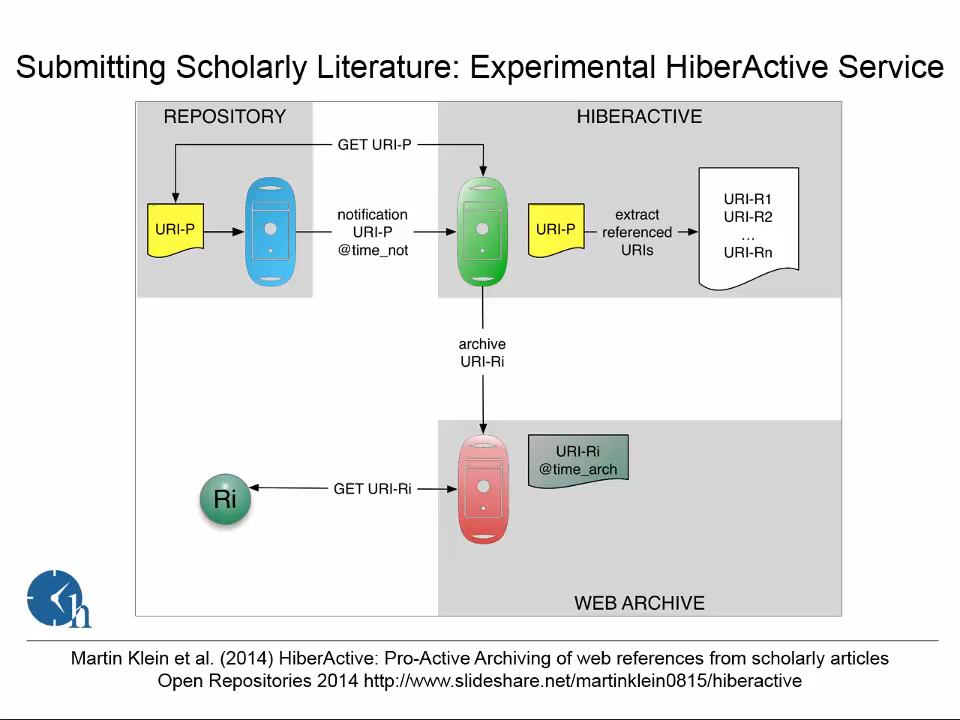 Submitting Scholarly Literature: Experimental HiberActive Service
REPOSITORY
HIBERACTIVE
GET URI-P
URI-P
notification
URI-P
@time_not
URI-P
extract
referenced
URIs
URI-R1
URI-R2
...
URI-Rn
archive
URI-Ri
URI-Ri
@time_arch
Ri
GET URI-Ri
WEB ARCHIVE
h
Martin Klein et al. (2014) HiberActive: Pro-Active Archiving of web references from scholarly articles
Open Repositories 2014 http://www.slideshare.net/martinklein0815/hiberactive